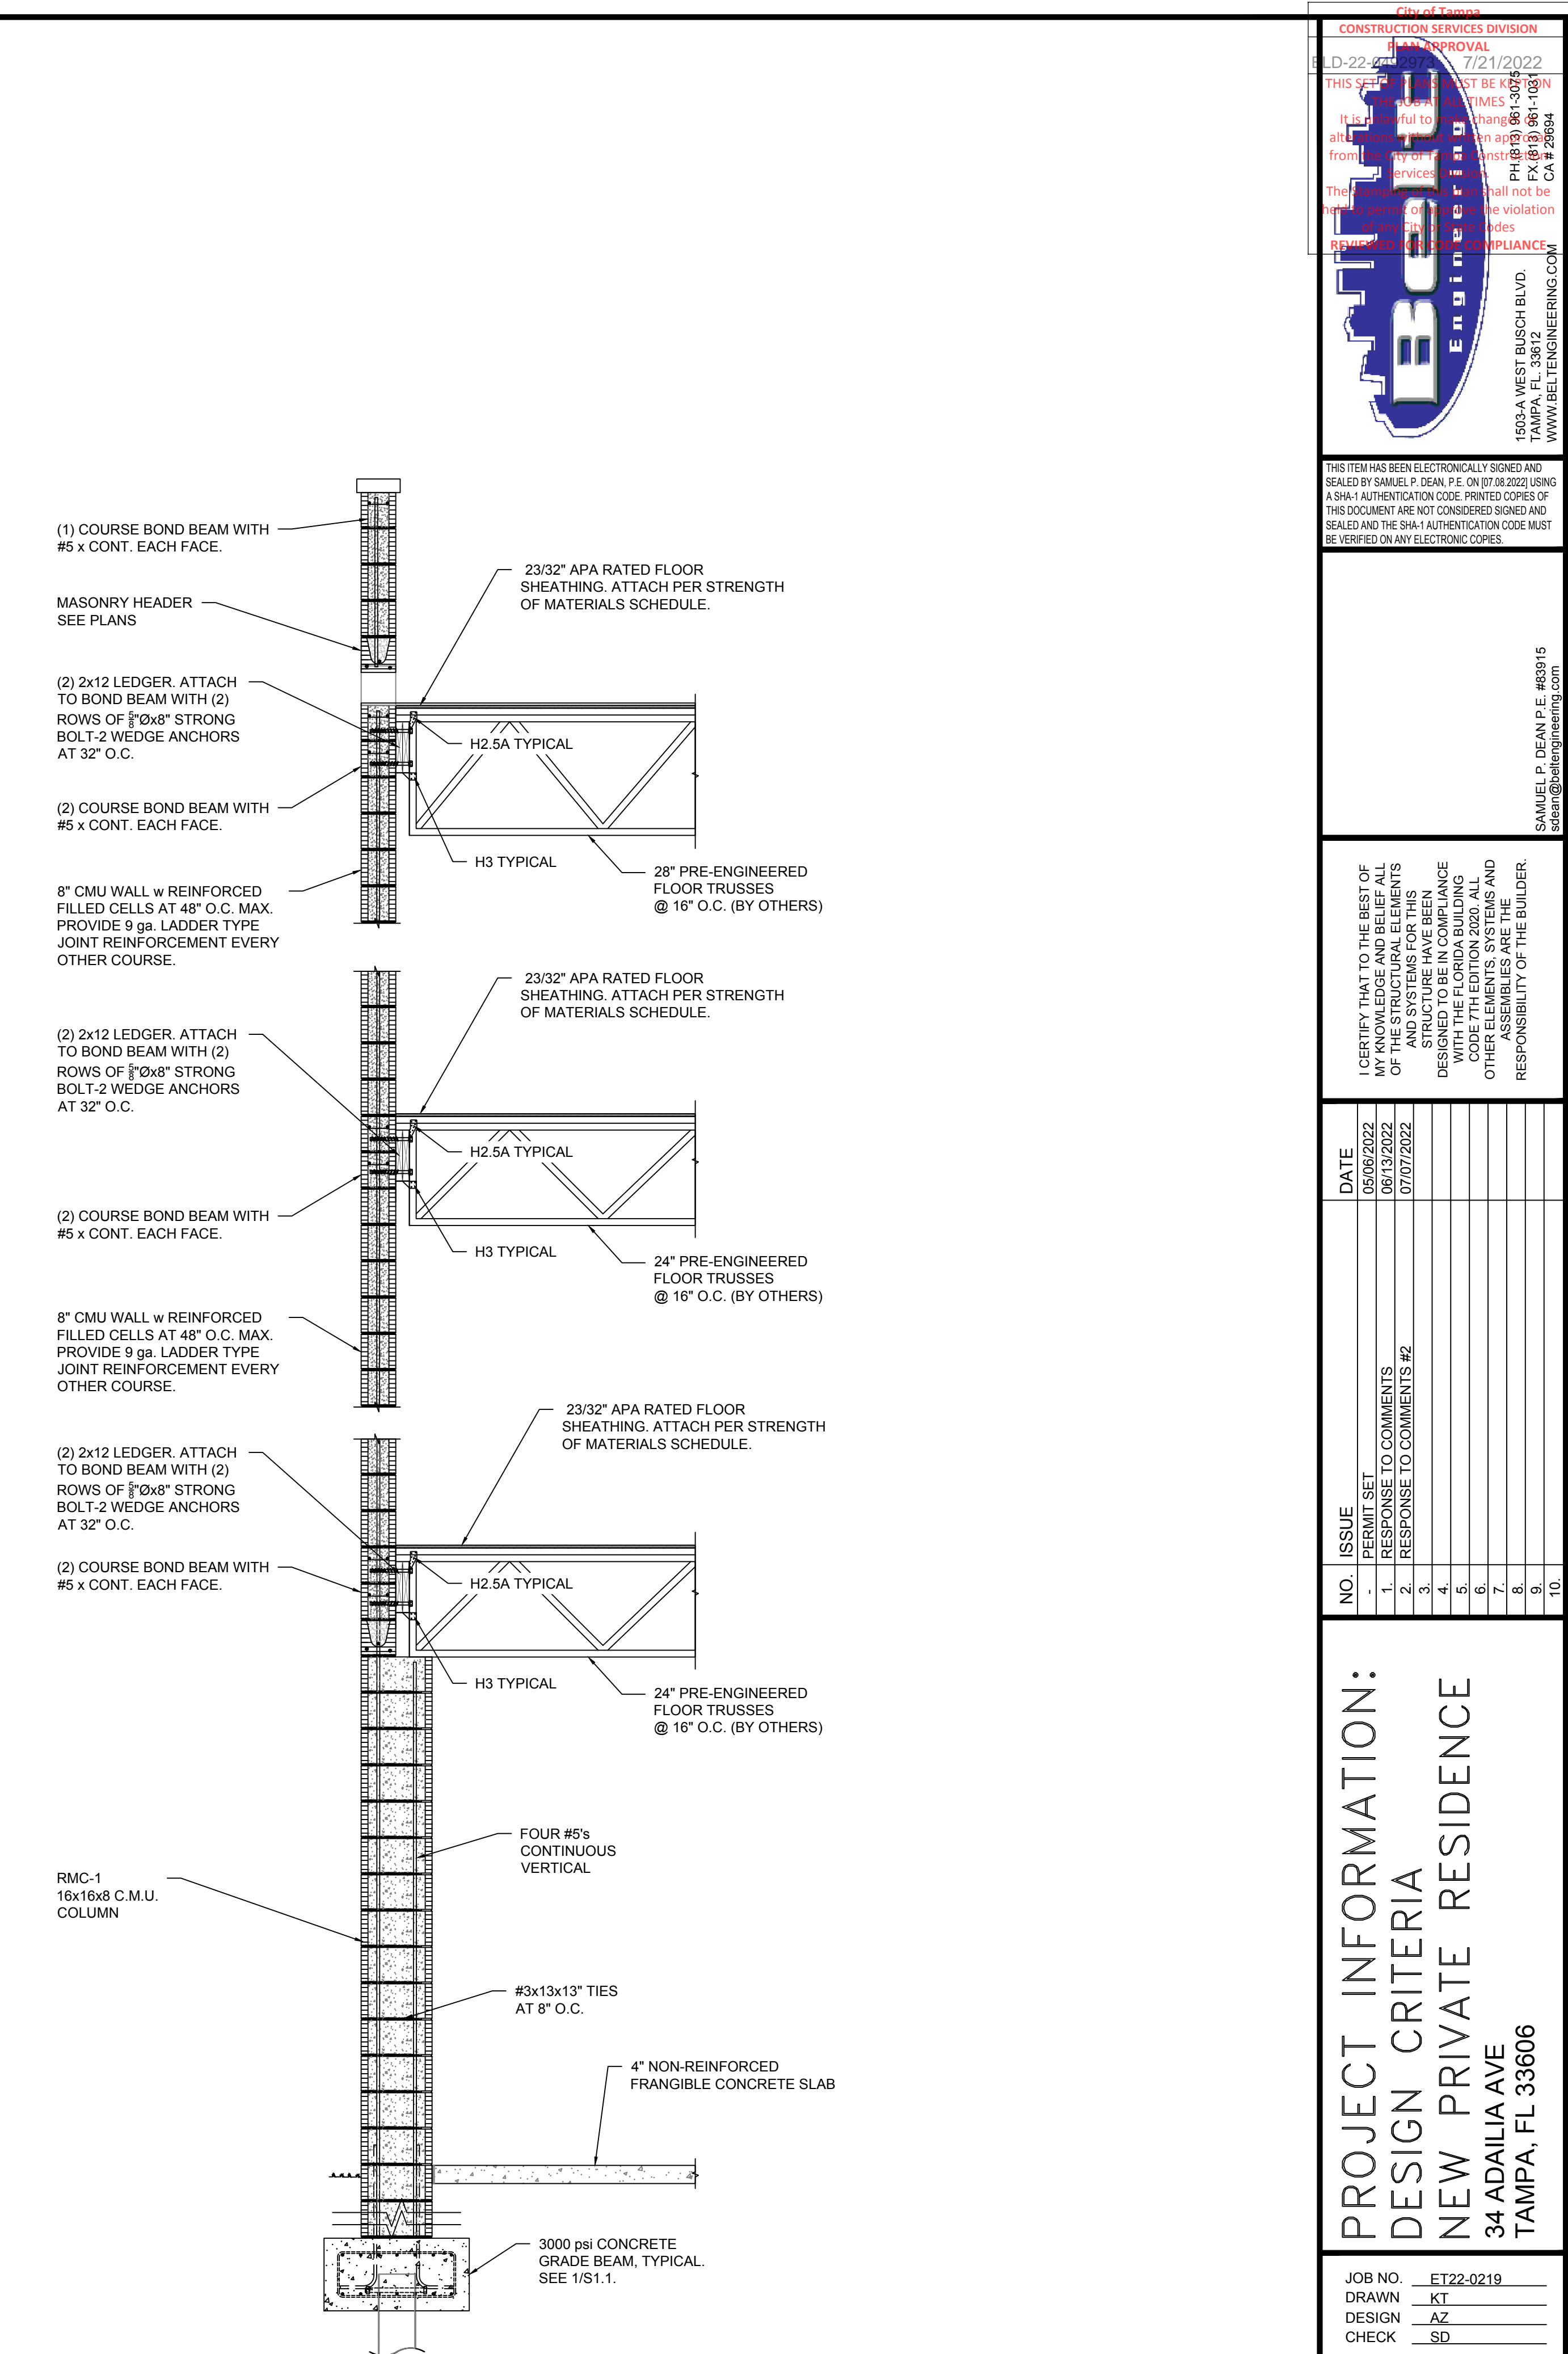 (1) COURSE BOND BEAM WITH
#5 x CONT. EACH FACE.
MASONRY HEADER
SEE PLANS
(2) 2x12 LEDGER. ATTACH
TO BOND BEAM WITH (2)
ROWS OF 5/8"Øx8" STRONG
BOLT-2 WEDGE ANCHORS
AT 32" O.C.
(2) COURSE BOND BEAM WITH
#5 x CONT. EACH FACE.
8" CMU WALL w REINFORCED
FILLED CELLS AT 48" O.C. MAX.
PROVIDE 9 ga. LADDER TYPE
JOINT REINFORCEMENT EVERY
OTHER COURSE.
23/32" APA RATED FLOOR
SHEATHING. ATTACH PER STRENGTH
OF MATERIALS SCHEDULE.
H2.5A TYPICAL
H3 TYPICAL
28" PRE-ENGINEERED
FLOOR TRUSSES
@ 16" O.C. (BY OTHERS)
(2) 2x12 LEDGER. ATTACH
TO BOND BEAM WITH (2)
ROWS OF 5/8"Øx8" STRONG
BOLT-2 WEDGE ANCHORS
AT 32" O.C.
(2) COURSE BOND BEAM WITH
#5 x CONT. EACH FACE.
8" CMU WALL w REINFORCED
FILLED CELLS AT 48" O.C. MAX.
PROVIDE 9 ga. LADDER TYPE
JOINT REINFORCEMENT EVERY
OTHER COURSE.
23/32" APA RATED FLOOR
SHEATHING. ATTACH PER STRENGTH
OF MATERIALS SCHEDULE.
H2.5A TYPICAL
H3 TYPICAL
24" PRE-ENGINEERED
FLOOR TRUSSES
@ 16" O.C. (BY OTHERS)
(2) 2x12 LEDGER. ATTACH
TO BOND BEAM WITH (2)
ROWS OF 5/8"Øx8" STRONG
BOLT-2 WEDGE ANCHORS
AT 32" O.C.
(2) COURSE BOND BEAM WITH
#5 x CONT. EACH FACE.
23/32" APA RATED FLOOR
SHEATHING. ATTACH PER STRENGTH
OF MATERIALS SCHEDULE.
H2.5A TYPICAL
H3 TYPICAL
24" PRE-ENGINEERED
FLOOR TRUSSES
@ 16" O.C. (BY OTHERS)
RMC-1
16x16x8 C.M.U.
COLUMN
FOUR #5's
CONTINUOUS
VERTICAL
#3x13x13" TIES
AT 8" O.C.
4" NON-REINFORCED
FRANGIBLE CONCRETE SLAB
3000 psi CONCRETE
GRADE BEAM, TYPICAL.
SEE 1/S1.1.
City of Tampa
CONSTRUCTION SERVICES DIVISION
PLAN APPROVAL
BLD-22-0492973 7/21/2022
THIS SET OF PLANS MUST BE KEPT ON
THE JOB AT ALL TIMES
It is unlawful to make changes or
alterations without written approval
from the City of Tampa Construction
Services Division.
The Stamping of this plan shall not be
held to permit or approve the violation
of any City or State Codes
REVIEWED FOR CODE COMPLIANCE
Belt
Engineering
PH.(813) 961-3075
FX.(813) 961-1031
CA # 29694
1503-A WEST BUSCH BLVD.
TAMPA, FL. 33612
WWW.BELTENGINEERING.COM
THIS ITEM HAS BEEN ELECTRONICALLY SIGNED AND
SEALED BY SAMUEL P. DEAN, P.E. ON [07.08.2022] USING
A SHA-1 AUTHENTICATION CODE. PRINTED COPIES OF
THIS DOCUMENT ARE NOT CONSIDERED SIGNED AND
SEALED AND THE SHA-1 AUTHENTICATION CODE MUST
BE VERIFIED ON ANY ELECTRONIC COPIES.
SAMUEL P. DEAN P.E. #83915
sdean@beltengineering.com
I CERTIFY THAT TO THE BEST OF
MY KNOWLEDGE AND BELIEF ALL
OF THE STRUCTURAL ELEMENTS
AND SYSTEMS FOR THIS
STRUCTURE HAVE BEEN
DESIGNED TO BE IN COMPLIANCE
WITH THE FLORIDA BUILDING
CODE 7TH EDITION 2020. ALL
OTHER ELEMENTS, SYSTEMS AND
ASSEMBLIES ARE THE
RESPONSIBILITY OF THE BUILDER.
NO. ISSUE DATE
- PERMIT SET 05/06/2022
1. RESPONSE TO COMMENTS 06/13/2022
2. RESPONSE TO COMMENTS #2 07/07/2022
3.
4.
5.
6.
7.
8.
9.
10.
PROJECT INFORMATION:
DESIGN CRITERIA
NEW PRIVATE RESIDENCE
34 ADAILIA AVE
TAMPA, FL 33606
JOB NO. ET22-0219
DRAWN KT
DESIGN AZ
CHECK SD